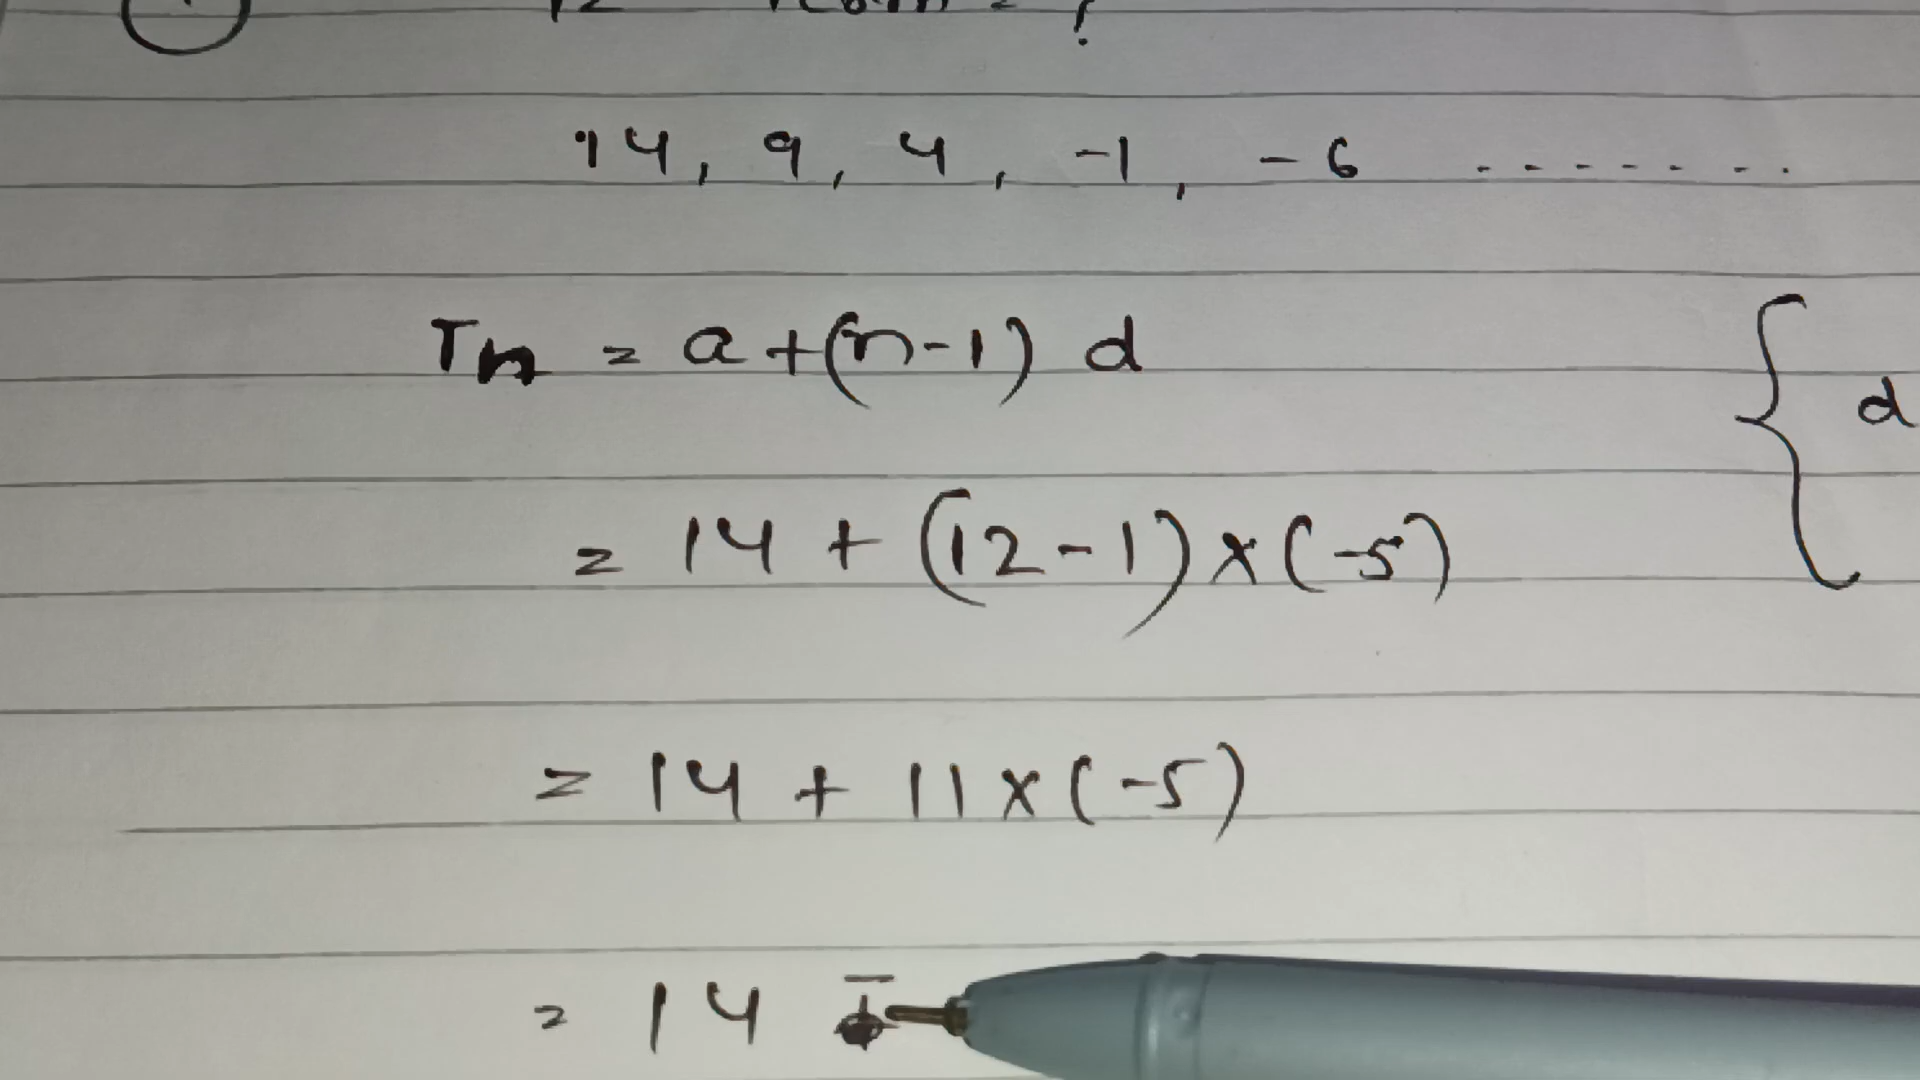 14, 9, 4, -1, -6 ........
Tn = a+(n-1) d
{ d
= 14 + (12-1)×(-5)
= 14 + 11×(-5)
= 14